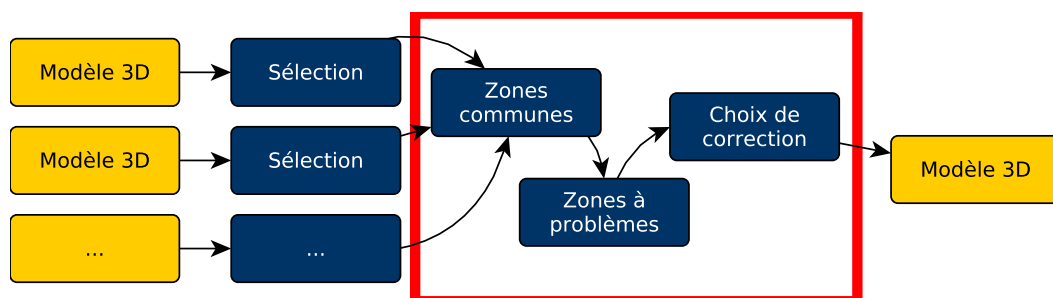 Modèle 3D
Sélection
Zones
communes
Choix de
correction
Modèle 3D
Sélection
Modèle 3D
Zones à
problèmes
...
...